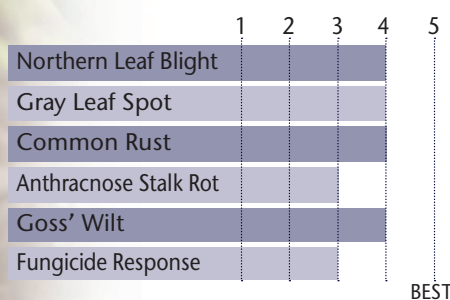 1 2 3 4 5
Northern Leaf Blight
Gray Leaf Spot
Common Rust
Anthracnose Stalk Rot
Goss’ Wilt
Fungicide Response
BEST